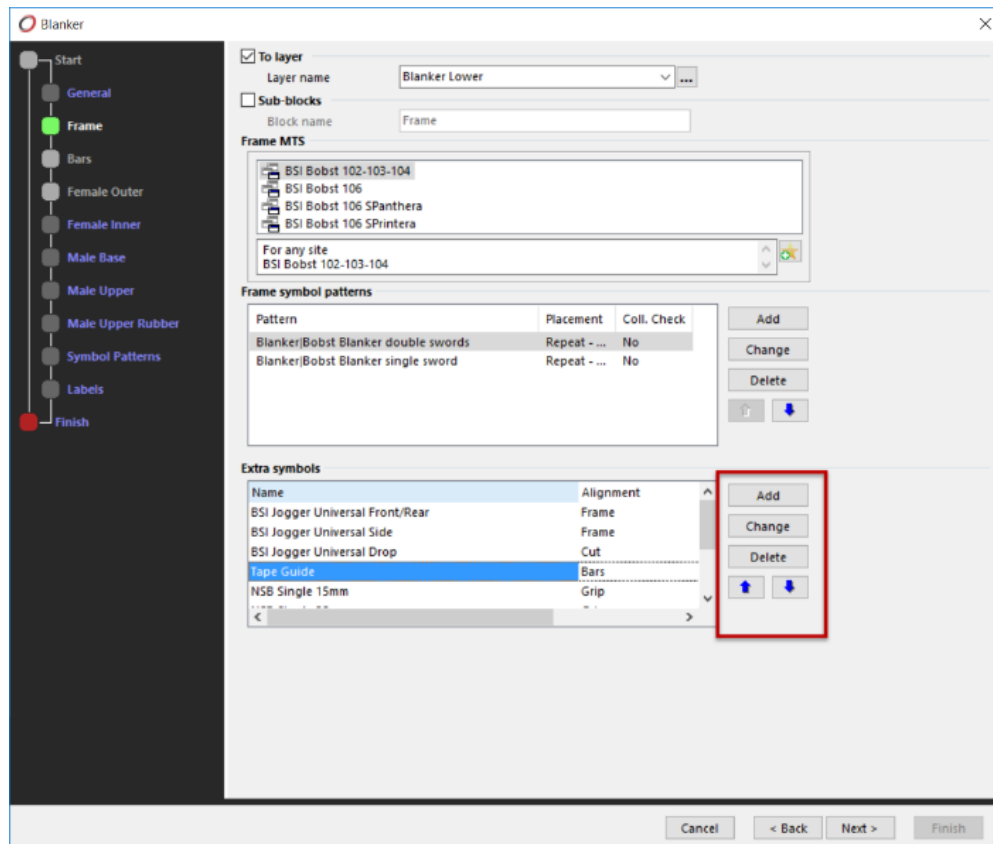 Blanker
Start
General
Frame
Bars
Female Outer
Female Inner
Male Base
Male Upper
Male Upper Rubber
Symbol Patterns
Labels
Finish
To layer
Layer name Blanker Lower ...
Sub-blocks
Block name Frame
Frame MTS
BSI Bobst 102-103-104
BSI Bobst 106
BSI Bobst 106 SPanthera
BSI Bobst 106 SPrintera
For any site
BSI Bobst 102-103-104
Frame symbol patterns
Pattern Placement Coll. Check
Blanker|Bobst Blanker double swords Repeat - ... No
Blanker|Bobst Blanker single sword Repeat - ... No
Add
Change
Delete
Extra symbols
Name Alignment
BSI Jogger Universal Front/Rear Frame
BSI Jogger Universal Side Frame
BSI Jogger Universal Drop Cut
Tape Guide Bars
NSB Single 15mm Grip
Add
Change
Delete
Cancel < Back Next > Finish